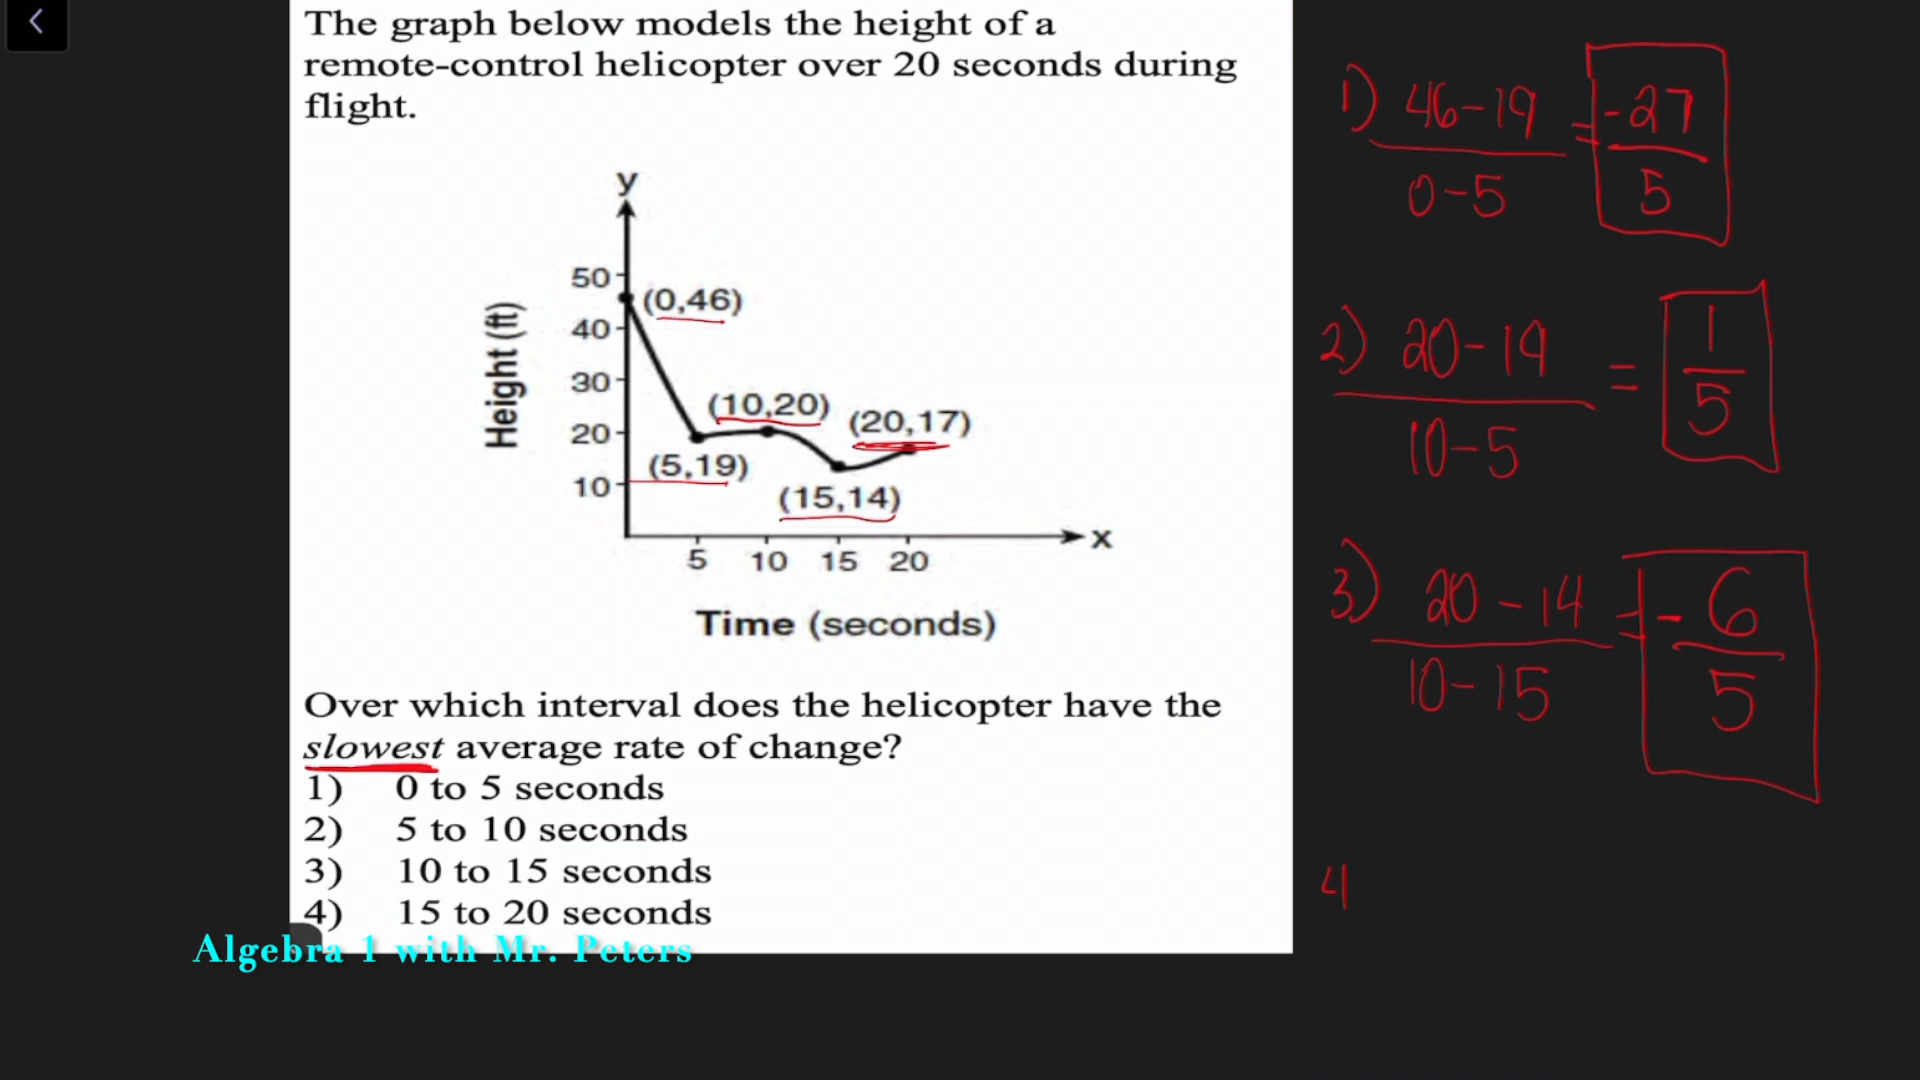 The graph below models the height of a
remote-control helicopter over 20 seconds during
flight.
y
50
40
30
20
10
Height (ft)
(0,46)
(10,20)
(20,17)
(5,19)
(15,14)
x
5 10 15 20
Time (seconds)
Over which interval does the helicopter have the
slowest average rate of change?
1) 0 to 5 seconds
2) 5 to 10 seconds
3) 10 to 15 seconds
4) 15 to 20 seconds
Algebra 1 with Mr. Peters
1) 46-19 = -27
0-5 5
2) 20-19 = 1
10-5 5
3) 20-14 = -6
10-15 5
4